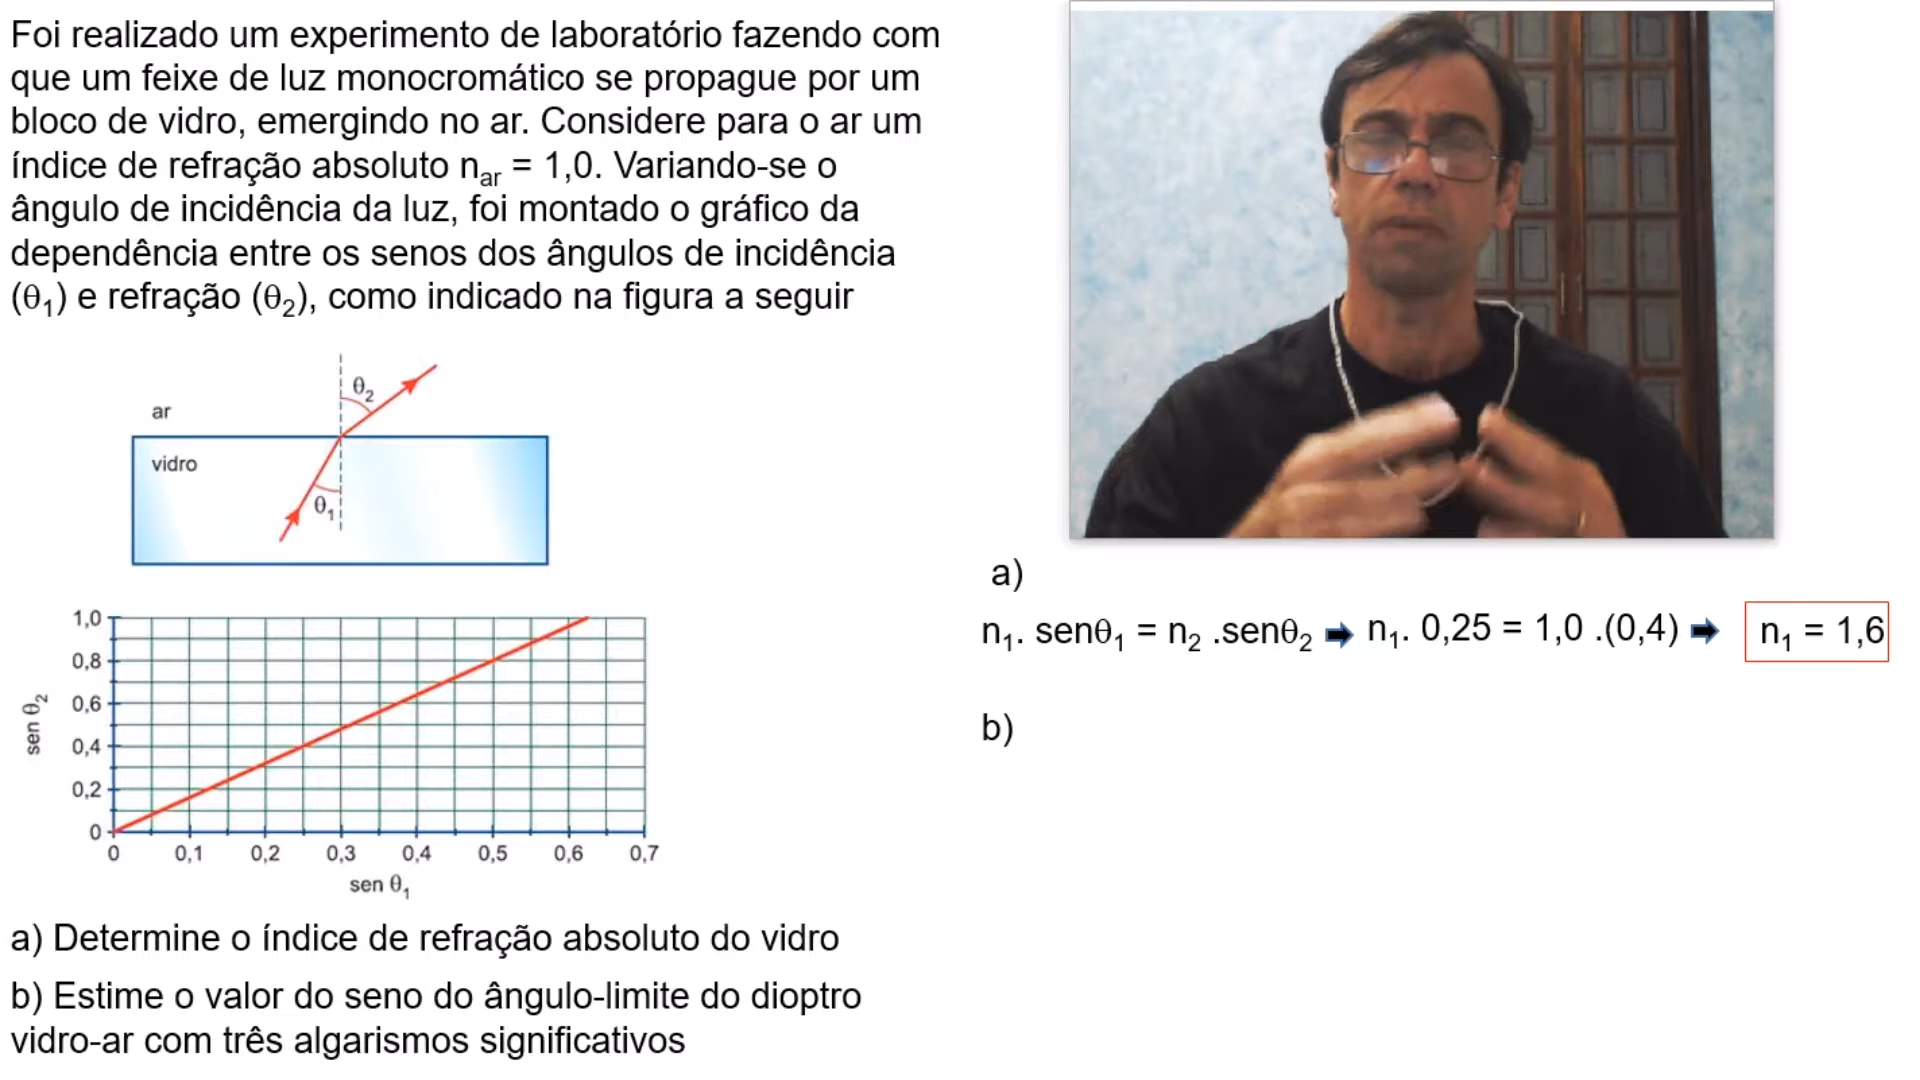 Foi realizado um experimento de laboratório fazendo com
que um feixe de luz monocromático se propague por um
bloco de vidro, emergindo no ar. Considere para o ar um
índice de refração absoluto nar = 1,0. Variando-se o
ângulo de incidência da luz, foi montado o gráfico da
dependência entre os senos dos ângulos de incidência
(θ1) e refração (θ2), como indicado na figura a seguir
θ2
ar
vidro
θ1
1,0
0,8
0,6
0,4
0,2
0
sen θ2
0 0,1 0,2 0,3 0,4 0,5 0,6 0,7
sen θ1
a) Determine o índice de refração absoluto do vidro
b) Estime o valor do seno do ângulo-limite do dioptro
vidro-ar com três algarismos significativos
a)
n1. senθ1 = n2 .senθ2 ➡ n1. 0,25 = 1,0 .(0,4) ➡ n1 = 1,6
b)